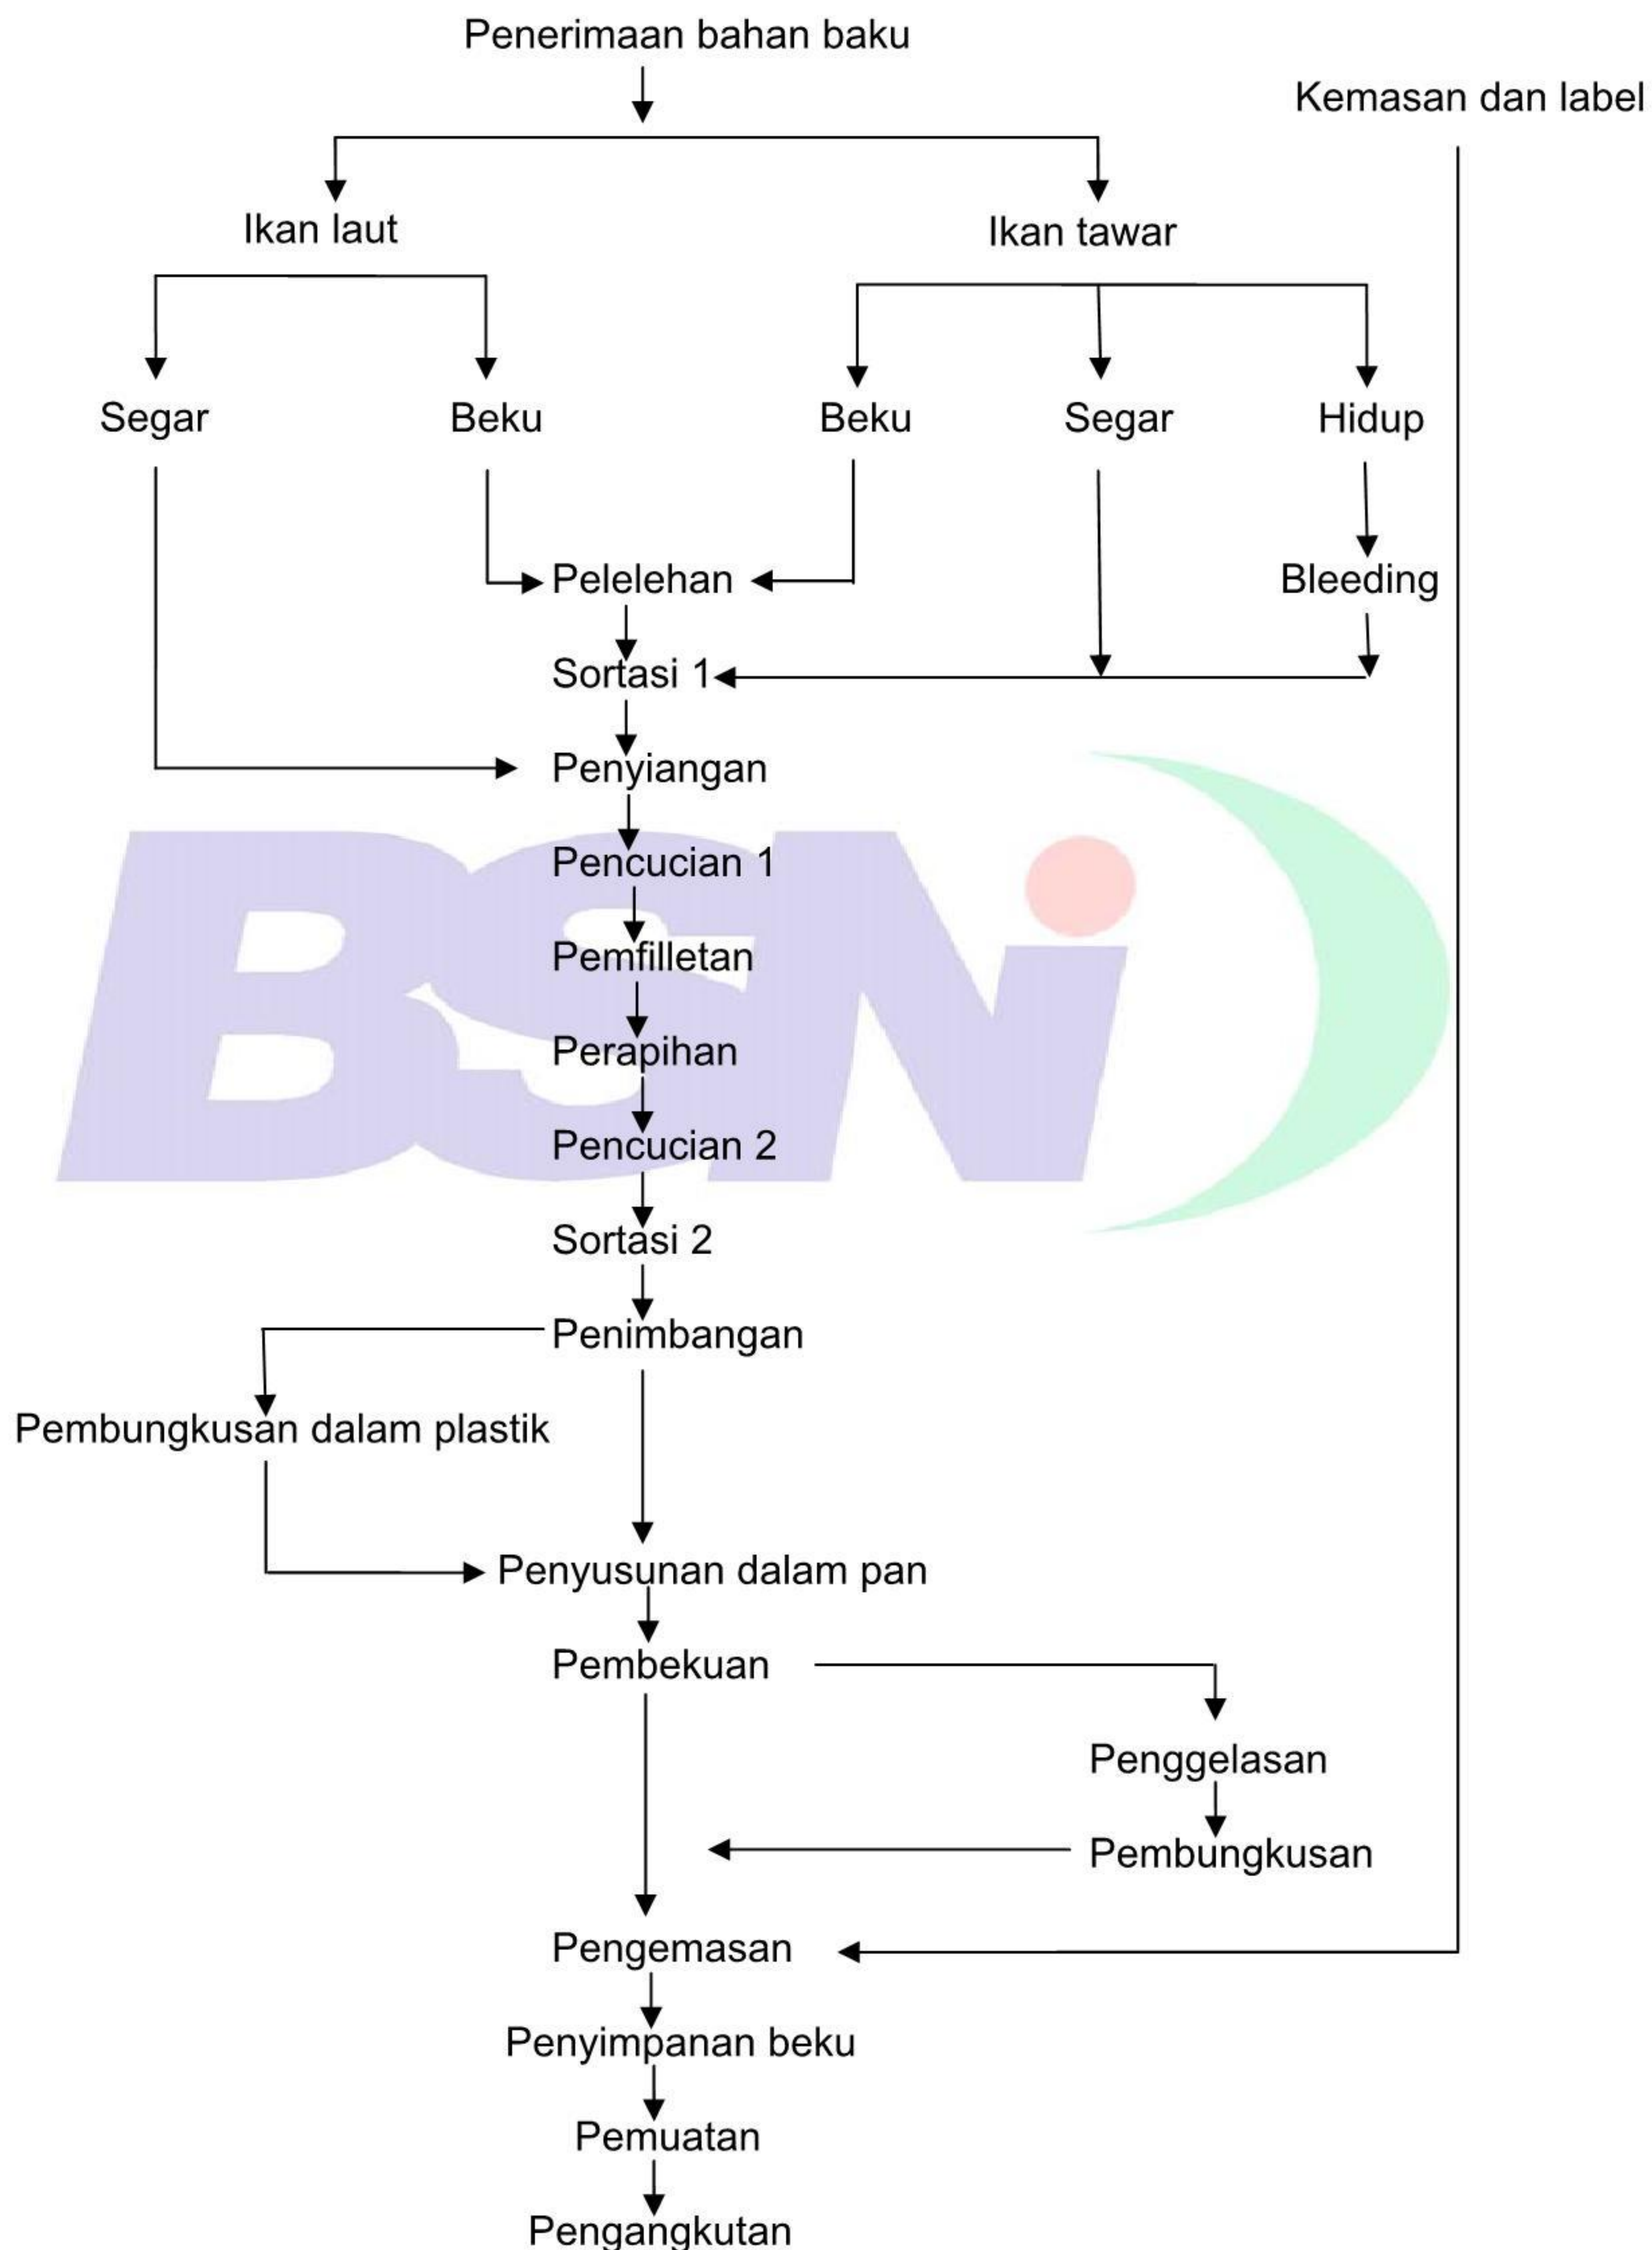 Penerimaan bahan baku
Kemasan dan label
Ikan laut
Ikan tawar
Segar
Beku
Beku
Segar
Hidup
Pelelehan
Bleeding
Sortasi 1
Penyiangan
Pencucian 1
Pemfilletan
Perapihan
Pencucian 2
Sortasi 2
Penimbangan
Pembungkusan dalam plastik
Penyusunan dalam pan
Pembekuan
Penggelasan
Pembungkusan
Pengemasan
Penyimpanan beku
Pemuatan
Pengangkutan
BSN